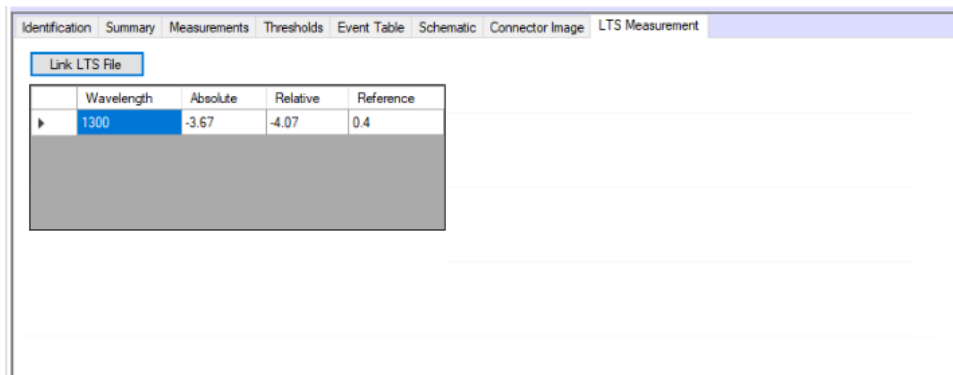 Identification Summary Measurements Thresholds Event Table Schematic Connector Image LTS Measurement
Link LTS File
Wavelength Absolute Relative Reference
1300 -3.67 -4.07 0.4